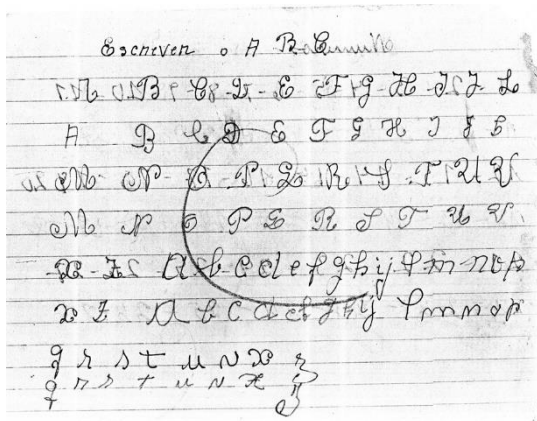 Escreven o A B
A B C D E F G H I J L
A B C D E F G H I J L
M N O P Q R S T U V
M N O P Q R S T U V
x z a b c d e f g h i j l m n o p
x z a b c d e f g h i j l m n o p
q r s t u v x z
q r s t u v x z